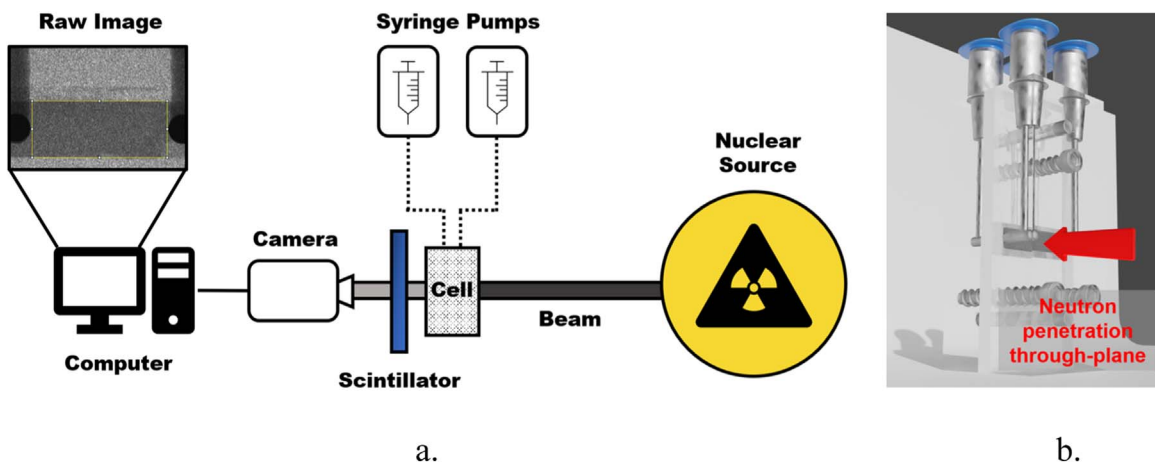 Raw Image
Syringe Pumps
Nuclear
Source
Camera
Cell
Beam
Computer
Scintillator
Neutron
penetration
through-plane
a.
b.